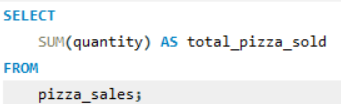 SELECT
    SUM(quantity) AS total_pizza_sold
FROM
    pizza_sales;